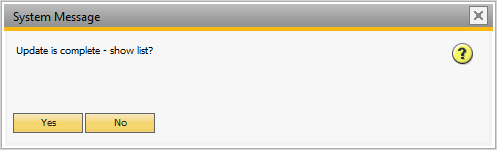 System Message
Update is complete - show list?
?
Yes
No